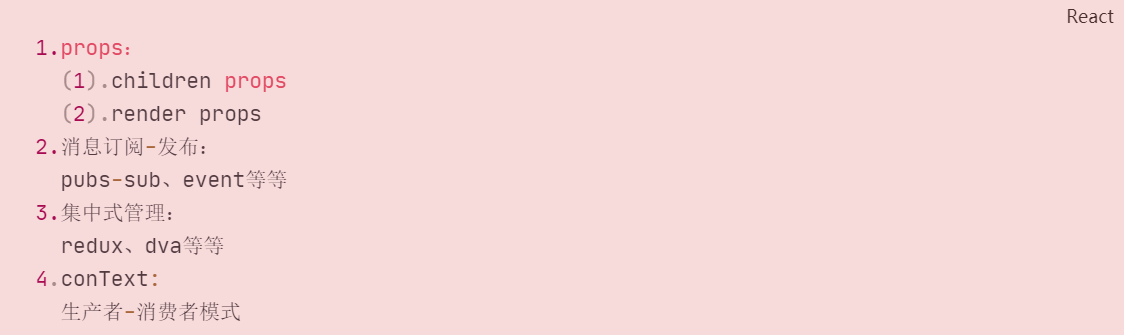 React
1.props：
(1).children props
(2).render props
2.消息订阅-发布：
pubs-sub、event等等
3.集中式管理：
redux、dva等等
4.conText:
生产者-消费者模式